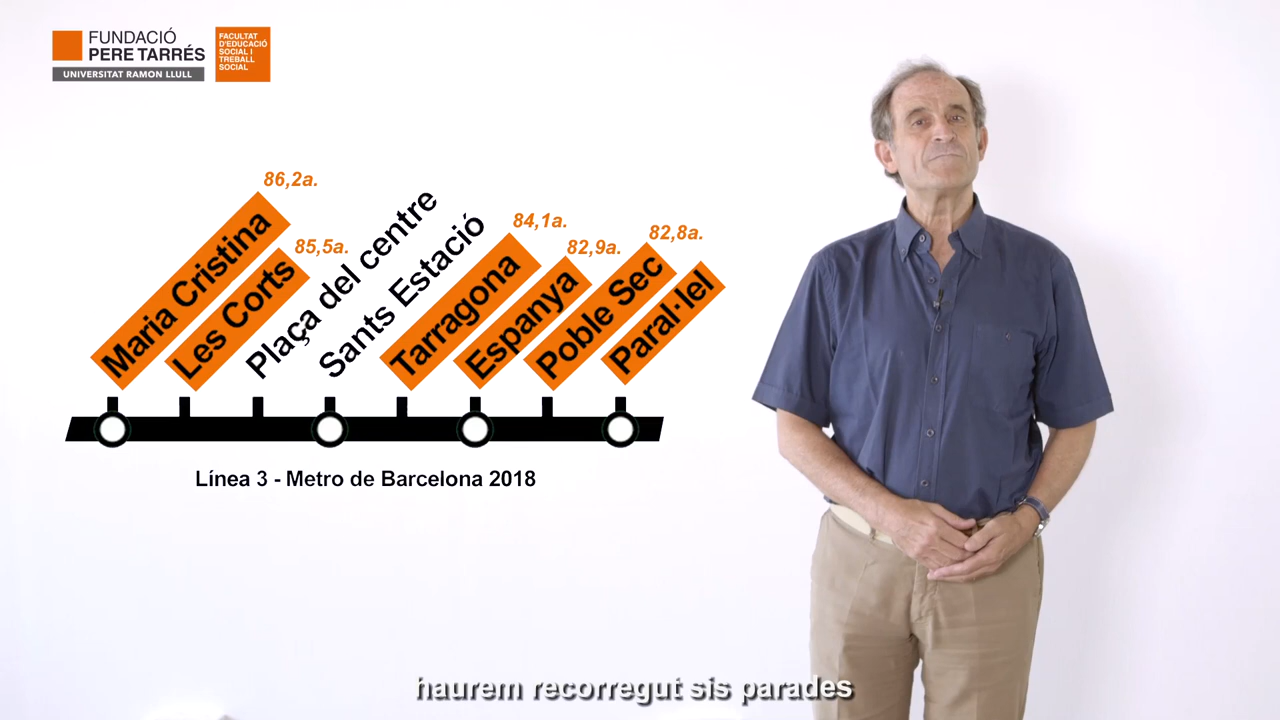 FUNDACIÓ
PERE TARRÉS
UNIVERSITAT RAMON LLULL
FACULTAT
D'EDUCACIÓ
SOCIAL I
TREBALL
SOCIAL
86,2a.
Maria Cristina
85,5a.
Les Corts
Plaça del centre
Sants Estació
84,1a.
Tarragona
82,9a.
Espanya
82,8a.
Poble Sec
Paral·lel
Línea 3 - Metro de Barcelona 2018
haurem recorregut sis parades